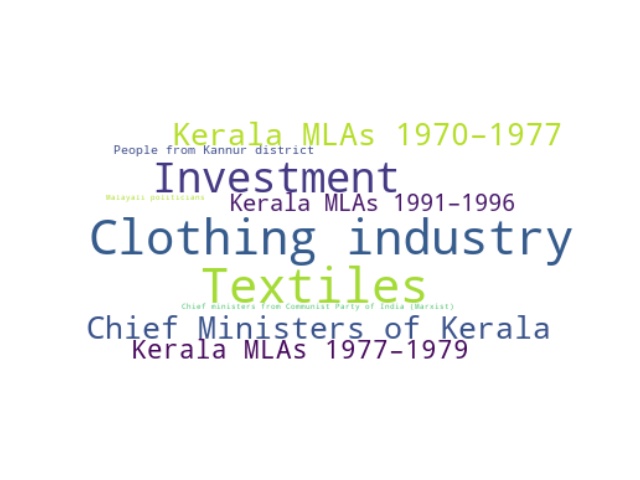 Kerala MLAs 1970–1977
People from Kannur district
Investment
Malayali politicians
Kerala MLAs 1991–1996
Clothing industry
Textiles
Chief ministers from Communist Party of India (Marxist)
Chief Ministers of Kerala
Kerala MLAs 1977–1979